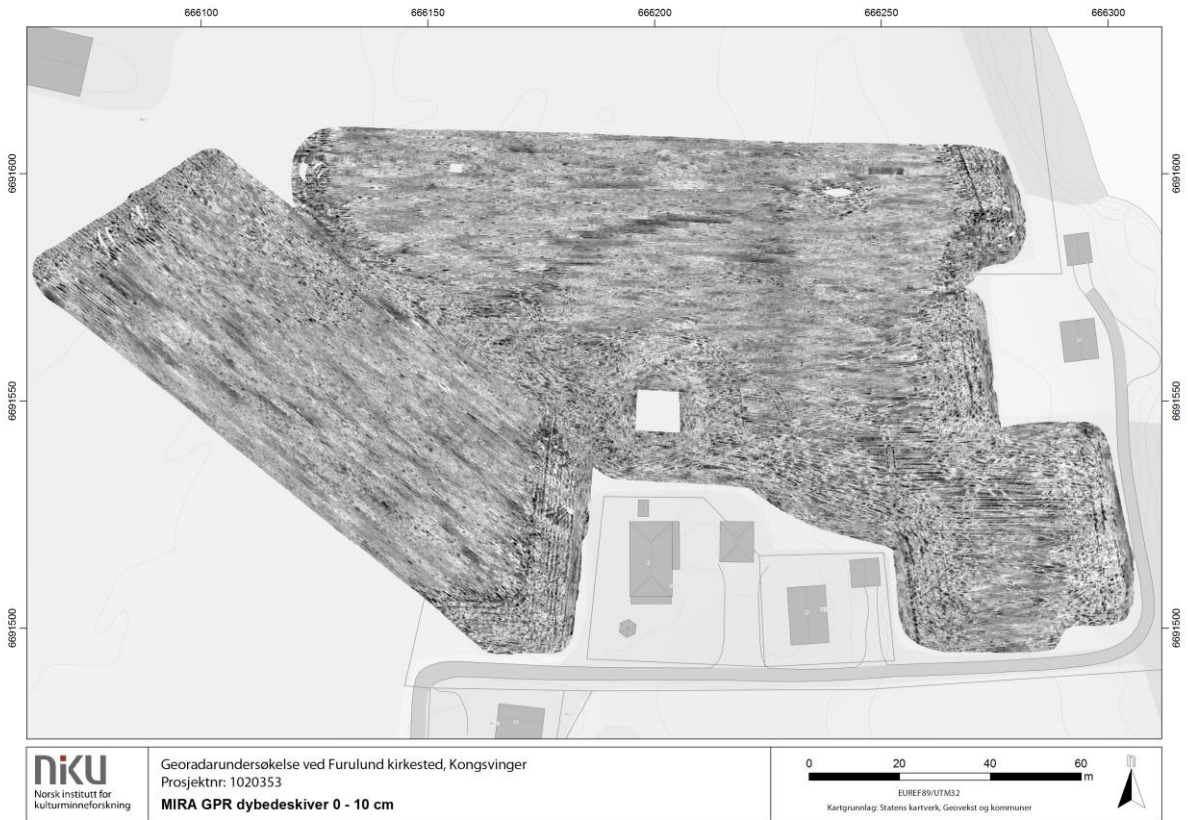 666100 666150 666200 666250 666300
6691600 6691600
6691550 6691550
6691500 6691500
niku
Norsk institutt for
kulturminneforskning
Georadarundersøkelse ved Furulund kirkested, Kongsvinger
Prosjektnr: 1020353
MIRA GPR dybedeskiver 0 - 10 cm
0 20 40 60
m
EUREF89/UTM32
Kartgrunnlag: Statens kartverk, Geovekst og kommuner
n